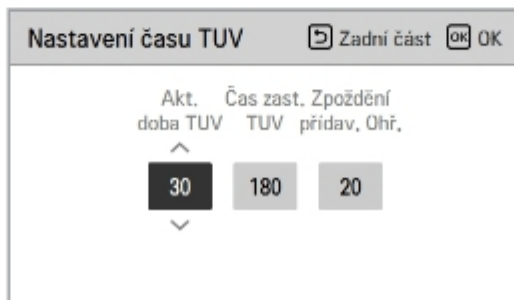 Nastavení času TUV Zadní část OK OK
Akt. Čas zast. Zpoždění
doba TUV TUV přídav. Ohř.
30 180 20